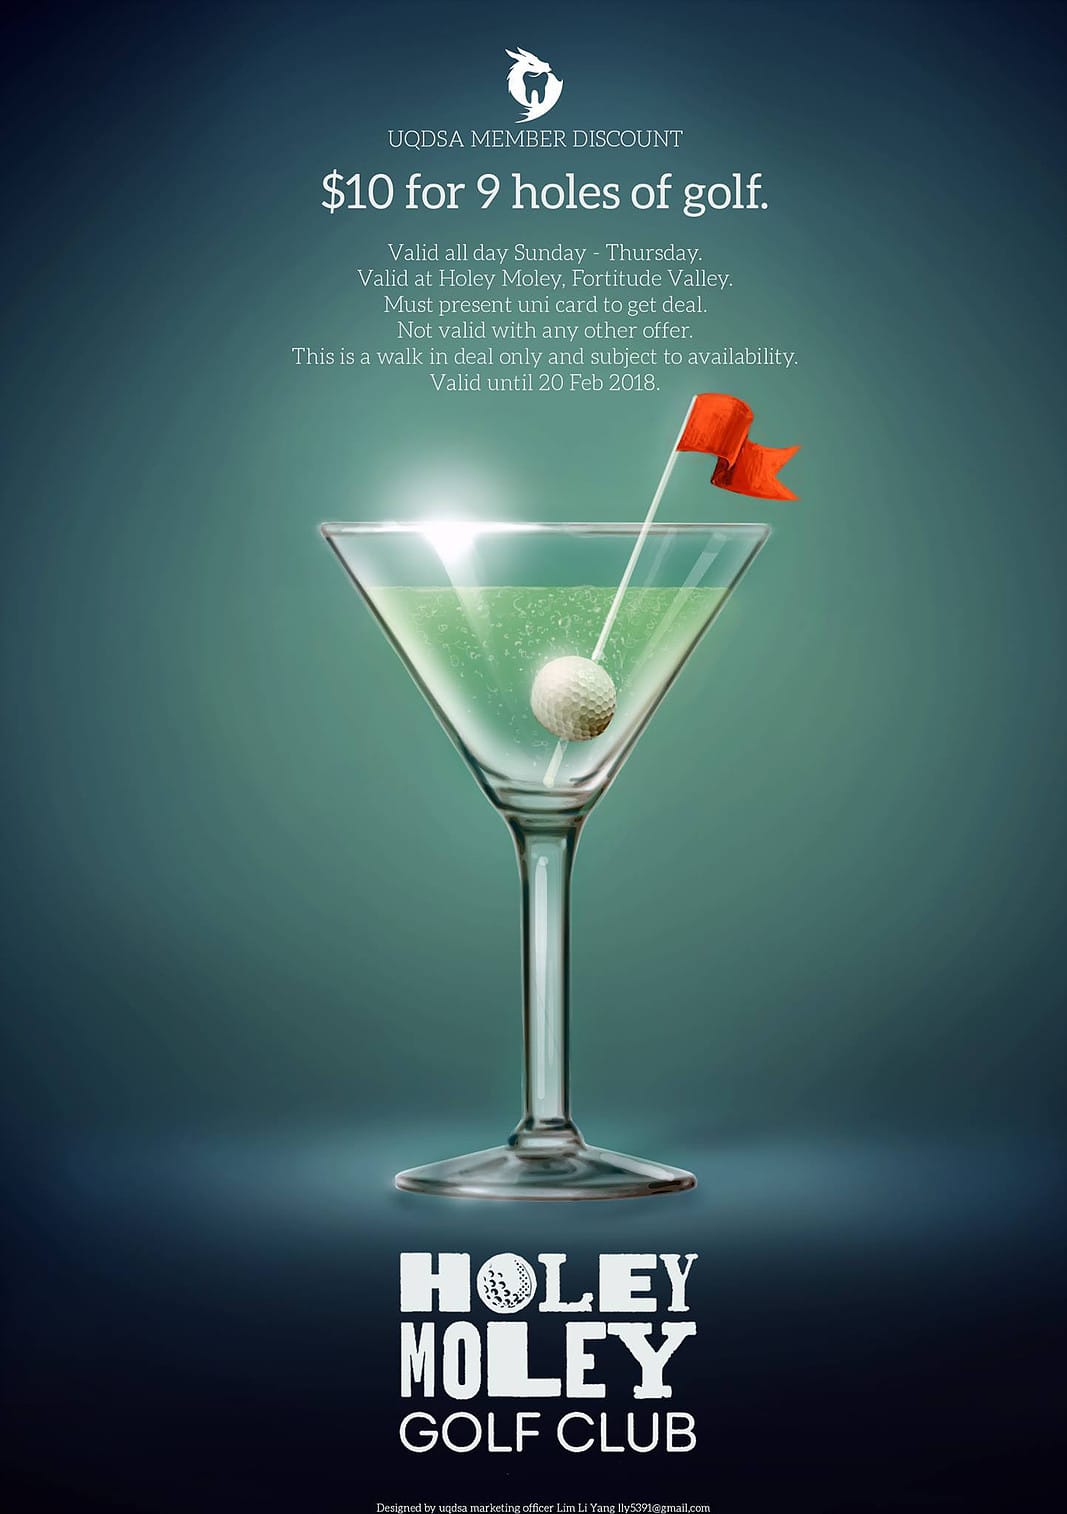 UQDSA MEMBER DISCOUNT
$10 for 9 holes of golf.
Valid all day Sunday - Thursday.
Valid at Holey Moley, Fortitude Valley.
Must present uni card to get deal.
Not valid with any other offer.
This is a walk in deal only and subject to availability.
Valid until 20 Feb 2018.
HOLEY
MOLEY
GOLF CLUB
Designed by uqdsa marketing officer Lim Li Yang lly5391@gmail,com